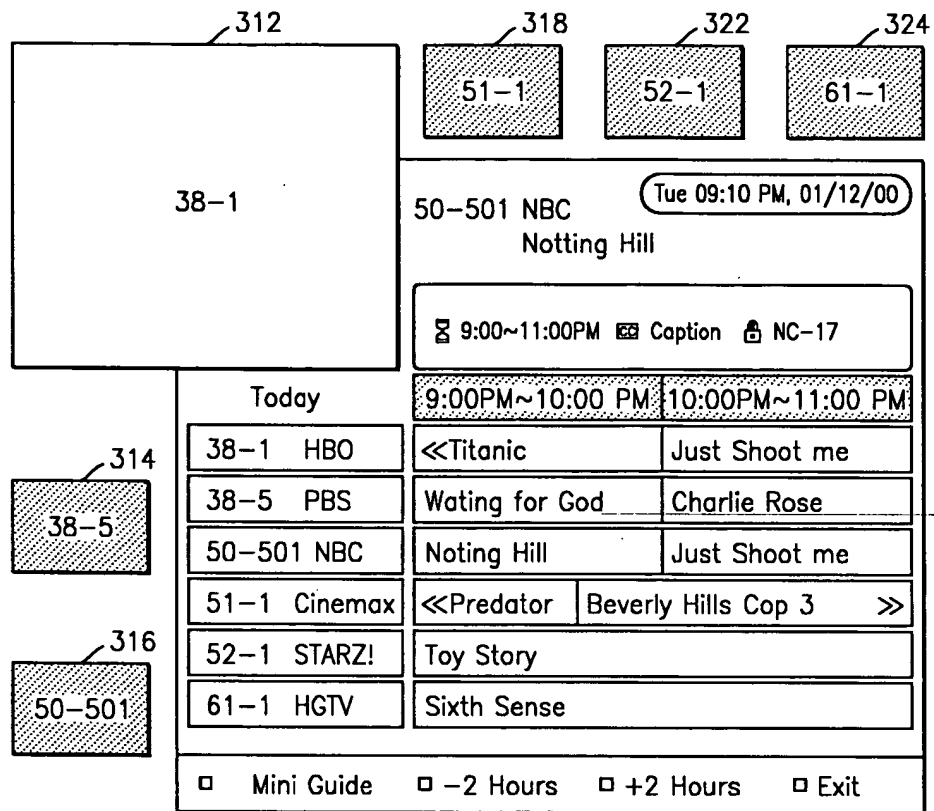 312 318 322 324
51-1 52-1 61-1
38-1
Tue 09:10 PM, 01/12/00
50-501 NBC
Notting Hill
9:00~11:00PM CC Caption NC-17
Today 9:00PM~10:00 PM 10:00PM~11:00 PM
38-1 HBO «Titanic Just Shoot me
314
38-5
38-5 PBS Wating for God Charlie Rose
50-501 NBC Noting Hill Just Shoot me
51-1 Cinemax «Predator Beverly Hills Cop 3 »
316
50-501
52-1 STARZ! Toy Story
61-1 HGTV Sixth Sense
Mini Guide -2 Hours +2 Hours Exit